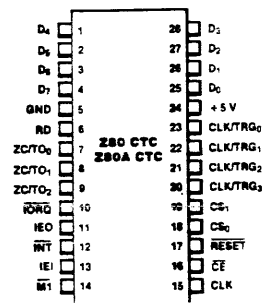 D4 1 28 D3
D5 2 27 D2
D6 3 26 D1
D7 4 25 D0
GND 5 24 +5 V
RD 6 23 CLK/TRG0
ZC/TO0 7 Z80 CTC 22 CLK/TRG1
ZC/TO1 8 Z80A CTC 21 CLK/TRG2
ZC/TO2 9 20 CLK/TRG3
IORQ 10 19 CS1
IEO 11 18 CS0
INT 12 17 RESET
IEI 13 16 CE
M1 14 15 CLK